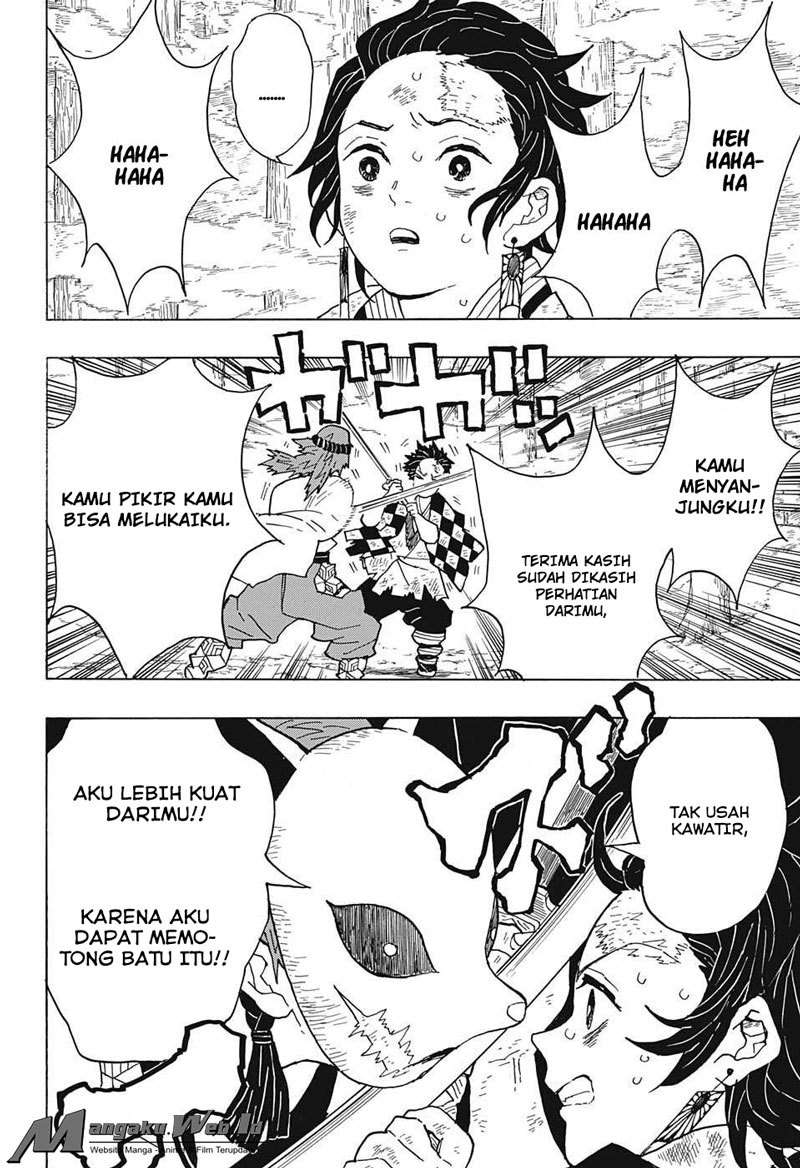 HEH
HAHA-
HA
HAHAHA
........
HAHA-
HAHA
ガガッ
KAMU
MENYAN-
JUNGKU!!
TERIMA KASIH
SUDAH DIKASIH
PERHATIAN
DARIMU,
KAMU PIKIR KAMU
BISA MELUKAIKU.
TAK USAH
KAWATIR,
AKU LEBIH KUAT
DARIMU!!
KARENA AKU
DAPAT MEMO-
TONG BATU ITU!!
Mangaku.Web.Id